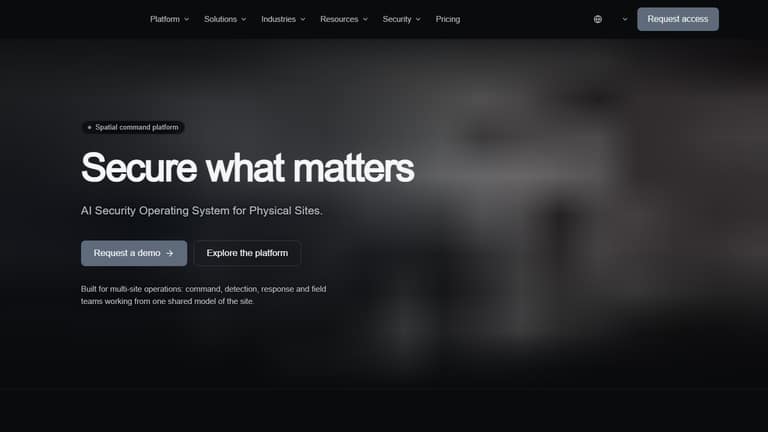 Platform
Solutions
Industries
Resources
Security
Pricing
Request access
Spatial command platform
Secure what matters
AI Security Operating System for Physical Sites.
Request a demo →
Explore the platform
Built for multi-site operations: command, detection, response and field
teams working from one shared model of the site.